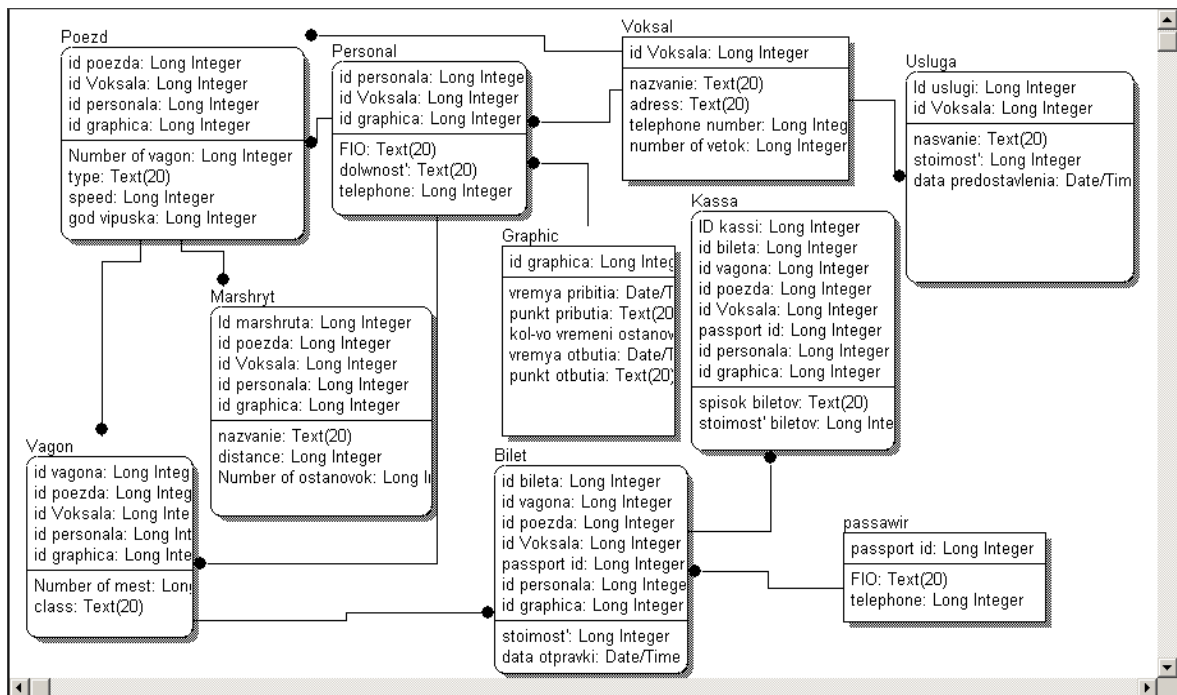 Poezd
id poezda: Long Integer
id Voksala: Long Integer
id personala: Long Integer
id graphica: Long Integer
Number of vagon: Long Integer
type: Text(20)
speed: Long Integer
god vipuska: Long Integer
Personal
id personala: Long Intege
id Voksala: Long Integer
id graphica: Long Integer
FIO: Text(20)
dolwnost': Text(20)
telephone: Long Integer
Voksal
id Voksala: Long Integer
nazvanie: Text(20)
adress: Text(20)
telephone number: Long Integ
number of vetok: Long Integer
Usluga
Id uslugi: Long Integer
id Voksala: Long Integer
nasvanie: Text(20)
stoimost': Long Integer
data predostavlenia: Date/Tim
Graphic
id graphica: Long Integ
vremya pribitia: Date/T
punkt pributia: Text(20
kol-vo vremeni ostanov
vremya otbutia: Date/T
punkt otbutia: Text(20)
Kassa
ID kassi: Long Integer
id bileta: Long Integer
id vagona: Long Integer
id poezda: Long Integer
id Voksala: Long Integer
passport id: Long Integer
id personala: Long Integer
id graphica: Long Integer
spisok biletov: Text(20)
stoimost' biletov: Long Inte
Marshryt
Id marshruta: Long Integer
id poezda: Long Integer
id Voksala: Long Integer
id personala: Long Integer
id graphica: Long Integer
nazvanie: Text(20)
distance: Long Integer
Number of ostanovok: Long I
Vagon
id vagona: Long Integ
id poezda: Long Integ
id Voksala: Long Inte
id personala: Long Int
id graphica: Long Inte
Number of mest: Long
class: Text(20)
Bilet
id bileta: Long Integer
id vagona: Long Integer
id poezda: Long Integer
id Voksala: Long Integer
passport id: Long Integer
id personala: Long Intege
id graphica: Long Integer
stoimost': Long Integer
data otpravki: Date/Time
passawir
passport id: Long Integer
FIO: Text(20)
telephone: Long Integer